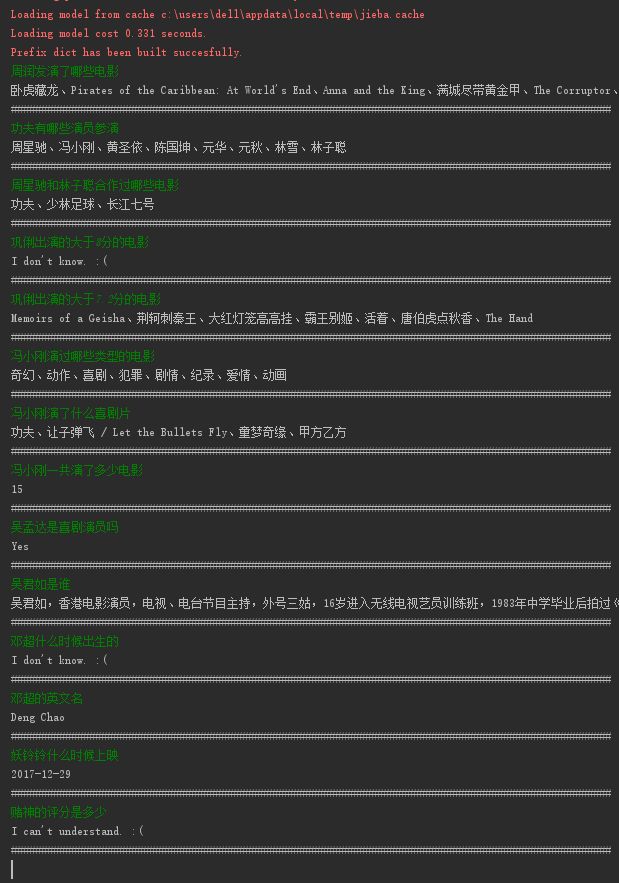 Loading model from cache c:\users\dell\appdata\local\temp\jieba.cache
Loading model cost 0.331 seconds.
Prefix dict has been built succesfully.
周润发演了哪些电影
卧虎藏龙、Pirates of the Caribbean: At World's End、Anna and the King、满城尽带黄金甲、The Corruptor、
功夫有哪些演员参演
周星驰、冯小刚、黄圣依、陈国坤、元华、元秋、林雪、林子聪
周星驰和林子聪合作过哪些电影
功夫、少林足球、长江七号
巩俐出演的大于8分的电影
I don't know. :(
巩俐出演的大于7.2分的电影
Memoirs of a Geisha、荆轲刺秦王、大红灯笼高高挂、霸王别姬、活着、唐伯虎点秋香、The Hand
冯小刚演过哪些类型的电影
奇幻、动作、喜剧、犯罪、剧情、纪录、爱情、动画
冯小刚演了什么喜剧片
功夫、让子弹飞 / Let the Bullets Fly、童梦奇缘、甲方乙方
冯小刚一共演了多少电影
15
吴孟达是喜剧演员吗
Yes
吴君如是谁
吴君如，香港电影演员，电视、电台节目主持，外号三姑，16岁进入无线电视艺员训练班，1983年中学毕业后拍过《
邓超什么时候出生的
I don't know. :(
邓超的英文名
Deng Chao
妖铃铃什么时候上映
2017-12-29
赌神的评分是多少
I can't understand. :(